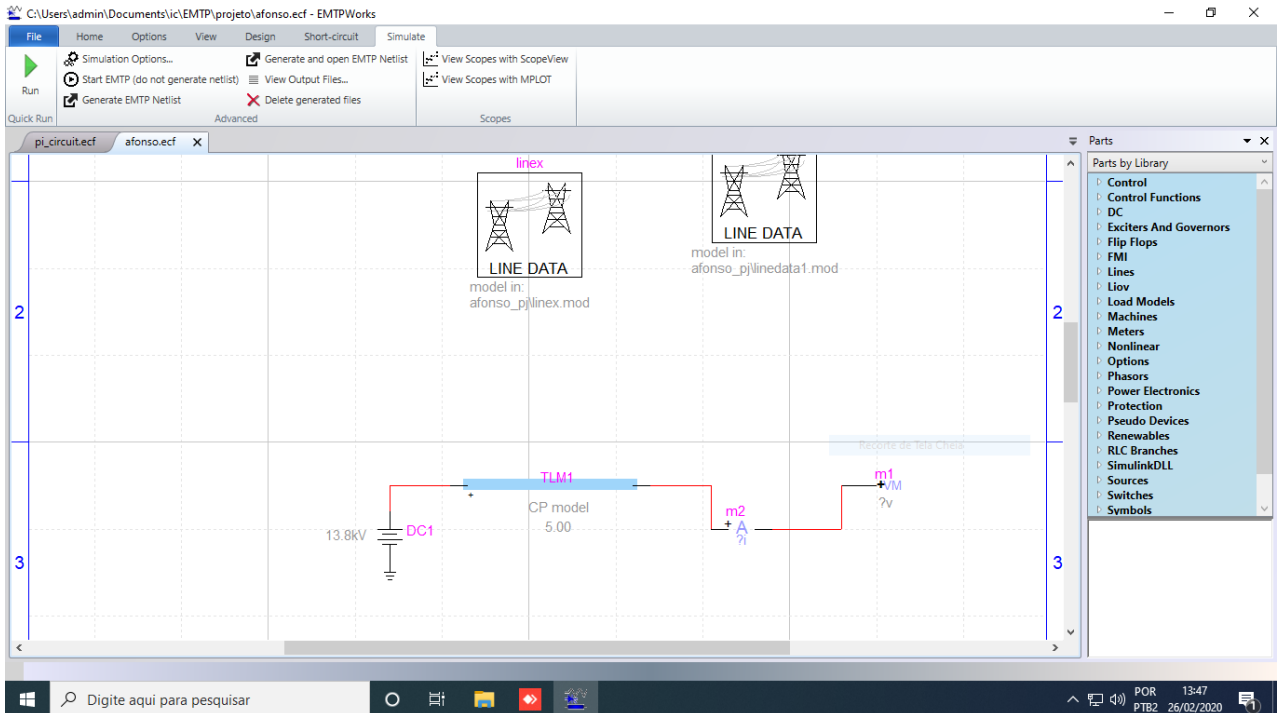 C:\Users\admin\Documents\ic\EMTP\projeto\afonso.ecf - EMTPWorks
File Home Options View Design Short-circuit Simulate
Run
Quick Run
Simulation Options...
Start EMTP (do not generate netlist)
Generate EMTP Netlist
Generate and open EMTP Netlist
View Output Files...
Delete generated files
Advanced
View Scopes with ScopeView
View Scopes with MPLOT
Scopes
pi_circuit.ecf afonso.ecf
linex
LINE DATA
model in:
afonso_pj\linex.mod
LINE DATA
model in:
afonso_pj\linedata1.mod
2 2
Recorte de Tela Cheia
TLM1
+
CP model
5.00
13.8kV
DC1
m2
+
A
?i
m1
+VM
?v
3 3
Parts
Parts by Library
Control
Control Functions
DC
Exciters And Governors
Flip Flops
FMI
Lines
Liov
Load Models
Machines
Meters
Nonlinear
Options
Phasors
Power Electronics
Protection
Pseudo Devices
Renewables
RLC Branches
SimulinkDLL
Sources
Switches
Symbols
Digite aqui para pesquisar
POR
PTB2
13:47
26/02/2020
1